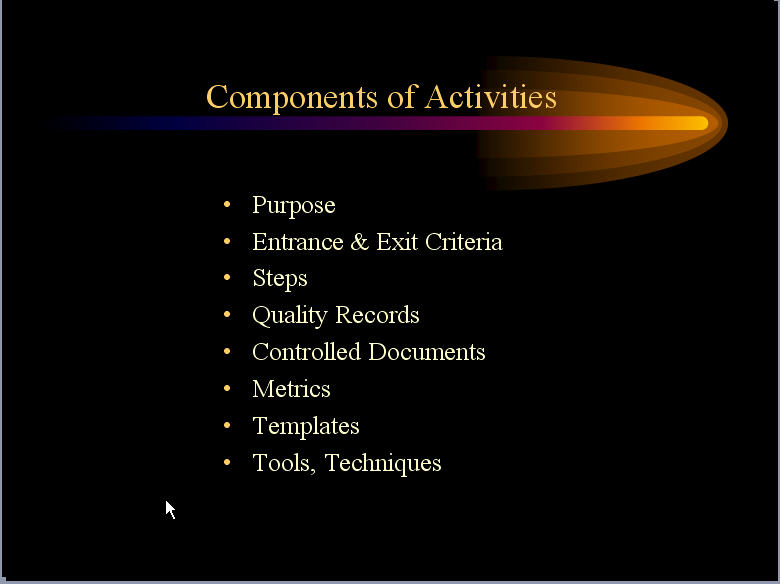 Components of Activities
• Purpose
• Entrance & Exit Criteria
• Steps
• Quality Records
• Controlled Documents
• Metrics
• Templates
• Tools, Techniques